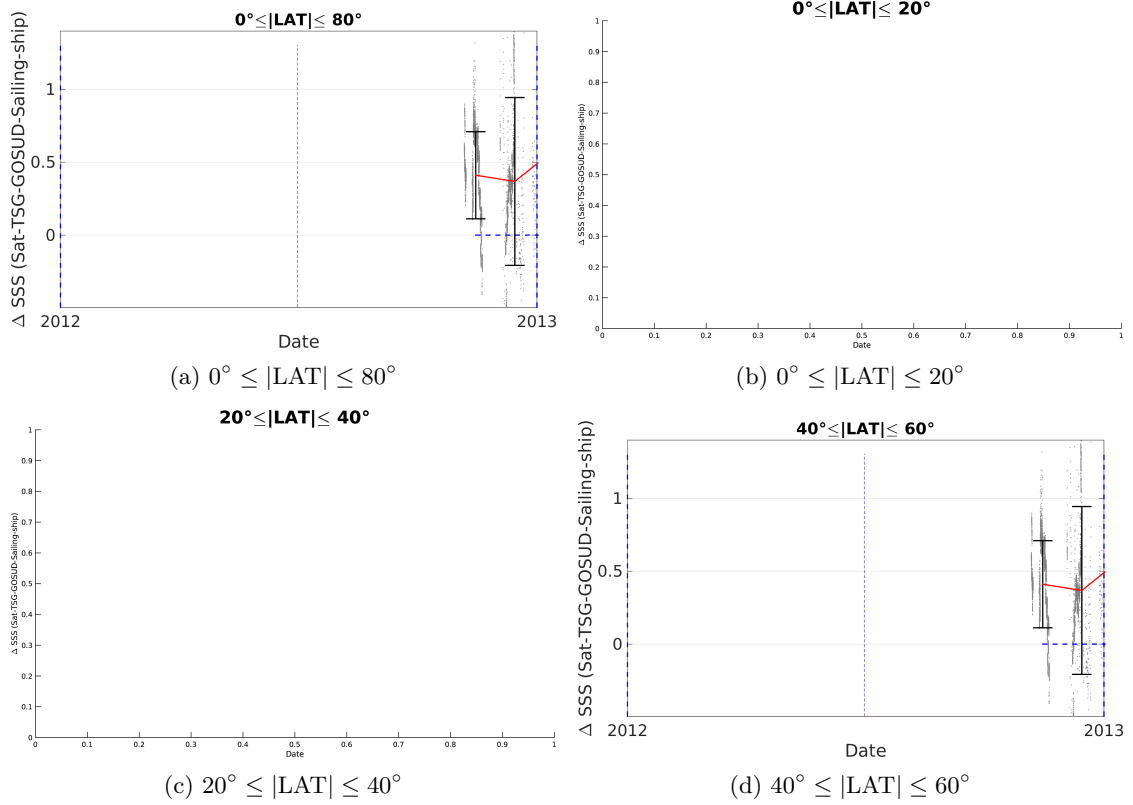 0°≤|LAT|≤ 80°
Δ SSS (Sat-TSG-GOSUD-Sailing-ship)
1
0.5
0
2012
2013
Date
(a) 0° ≤ |LAT| ≤ 80°
0°≤|LAT|≤ 20°
Δ SSS (Sat-TSG-GOSUD-Sailing-ship)
1
0.9
0.8
0.7
0.6
0.5
0.4
0.3
0.2
0.1
0
0 0.1 0.2 0.3 0.4 0.5 0.6 0.7 0.8 0.9 1
Date
(b) 0° ≤ |LAT| ≤ 20°
20°≤|LAT|≤ 40°
Δ SSS (Sat-TSG-GOSUD-Sailing-ship)
1
0.9
0.8
0.7
0.6
0.5
0.4
0.3
0.2
0.1
0
0 0.1 0.2 0.3 0.4 0.5 0.6 0.7 0.8 0.9 1
Date
(c) 20° ≤ |LAT| ≤ 40°
40°≤|LAT|≤ 60°
Δ SSS (Sat-TSG-GOSUD-Sailing-ship)
1
0.5
0
2012
2013
Date
(d) 40° ≤ |LAT| ≤ 60°